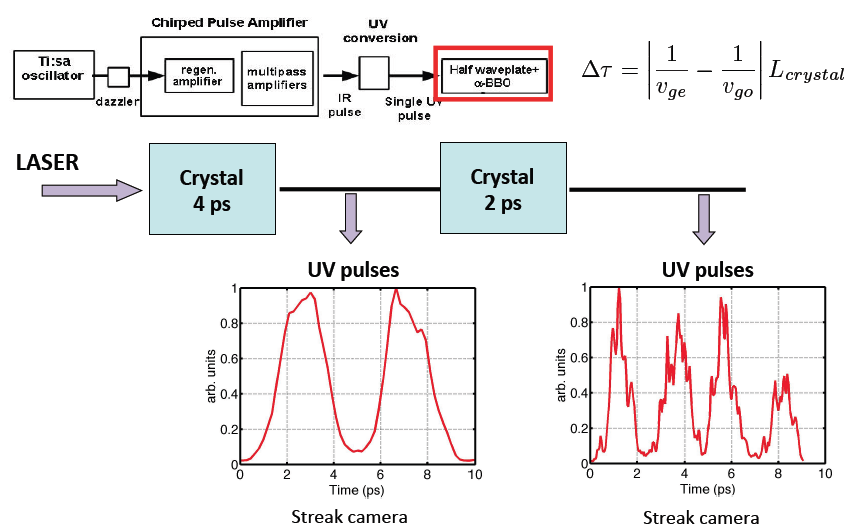 Chirped Pulse Amplifier
UV
conversion
Ti:sa
oscillator
dazzler
regen.
amplifier
multipass
amplifiers
IR
pulse
Single UV
pulse
Half waveplate+
α-BBO
Δτ = | 1/v_ge − 1/v_go | L_crystal
LASER
Crystal
4 ps
Crystal
2 ps
UV pulses
1
0.8
0.6
0.4
0.2
0
arb. units
0 2 4 6 8 10
Time (ps)
Streak camera
UV pulses
1
0.8
0.6
0.4
0.2
0
arb. units
0 2 4 6 8 10
Time (ps)
Streak camera